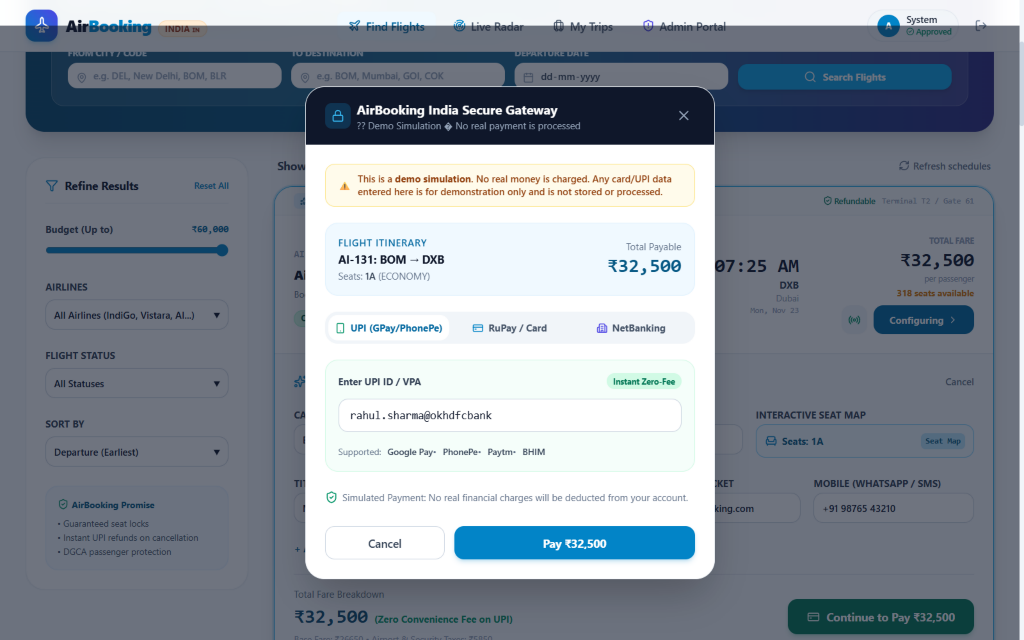 AirBooking INDIA IN
Find Flights
Live Radar
My Trips
Admin Portal
A
System
Approved
FROM CITY / CODE
TO DESTINATION
DEPARTURE DATE
e.g. DEL, New Delhi, BOM, BLR
e.g. BOM, Mumbai, GOI, COK
dd-mm-yyyy
Search Flights
Refine Results
Reset All
Budget (Up to)
₹60,000
AIRLINES
All Airlines (IndiGo, Vistara, AI...)
FLIGHT STATUS
All Statuses
SORT BY
Departure (Earliest)
AirBooking Promise
• Guaranteed seat locks
• Instant UPI refunds on cancellation
• DGCA passenger protection
Refresh schedules
Refundable
Terminal T2 / Gate 61
07:25 AM
DXB
Dubai
Mon, Nov 23
TOTAL FARE
₹32,500
per passenger
318 seats available
Configuring
Cancel
INTERACTIVE SEAT MAP
Seats: 1A
Seat Map
MOBILE (WHATSAPP / SMS)
+91 98765 43210
Total Fare Breakdown
₹32,500 (Zero Convenience Fee on UPI)
Continue to Pay ₹32,500
AirBooking India Secure Gateway
?? Demo Simulation � No real payment is processed
This is a demo simulation. No real money is charged. Any card/UPI data
entered here is for demonstration only and is not stored or processed.
FLIGHT ITINERARY
AI-131: BOM → DXB
Seats: 1A (ECONOMY)
Total Payable
₹32,500
UPI (GPay/PhonePe)
RuPay / Card
NetBanking
Enter UPI ID / VPA
Instant Zero-Fee
rahul.sharma@okhdfcbank
Supported: Google Pay• PhonePe• Paytm• BHIM
Simulated Payment: No real financial charges will be deducted from your account.
Cancel
Pay ₹32,500